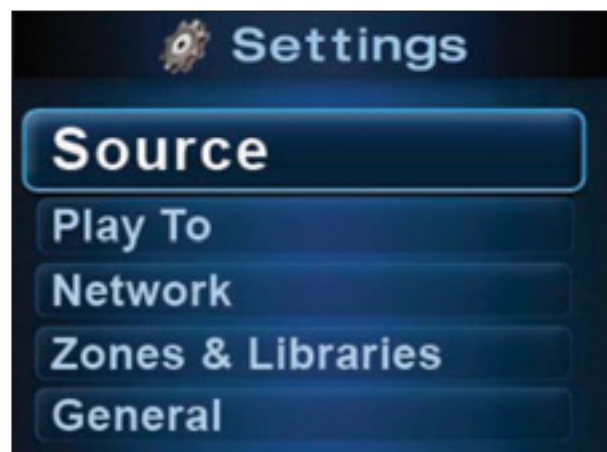 Settings
Source
Play To
Network
Zones & Libraries
General